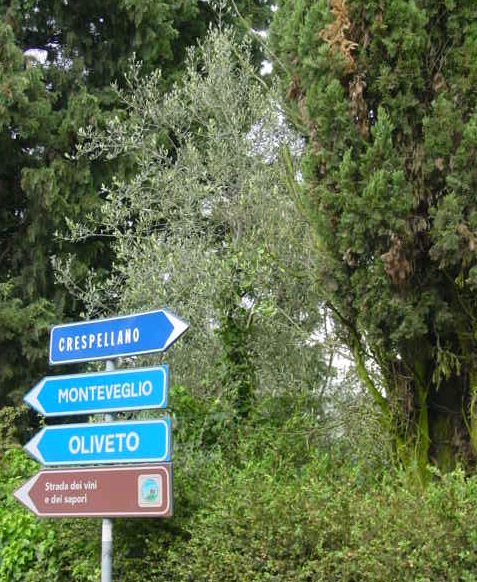 CRESPELLANO
MONTEVEGLIO
OLIVETO
Strada dei vini
e dei sapori